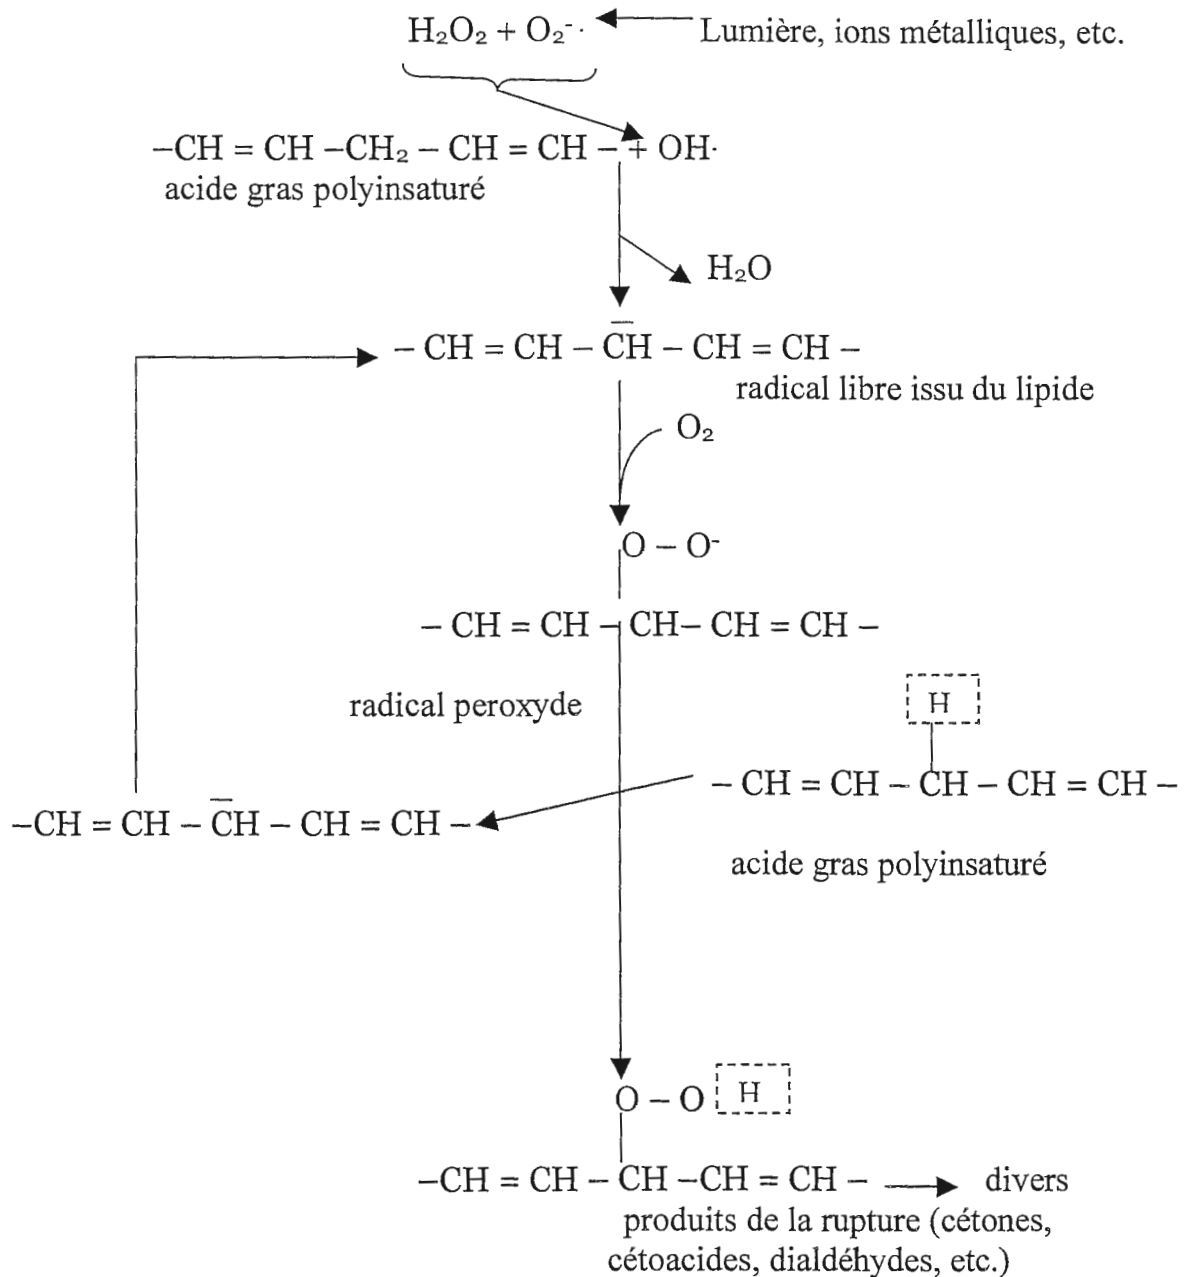 H₂O₂ + O₂⁻· Lumière, ions métalliques, etc.
–CH = CH –CH₂ – CH = CH – + OH·
acide gras polyinsaturé
H₂O
– CH = CH – C̅H – CH = CH –
radical libre issu du lipide
O₂
O – O⁻
– CH = CH – CH– CH = CH –
radical peroxyde
H
– CH = CH – CH – CH = CH –
–CH = CH – C̅H – CH = CH –
acide gras polyinsaturé
O – O H
–CH = CH – CH –CH = CH – divers
produits de la rupture (cétones,
cétoacides, dialdéhydes, etc.)